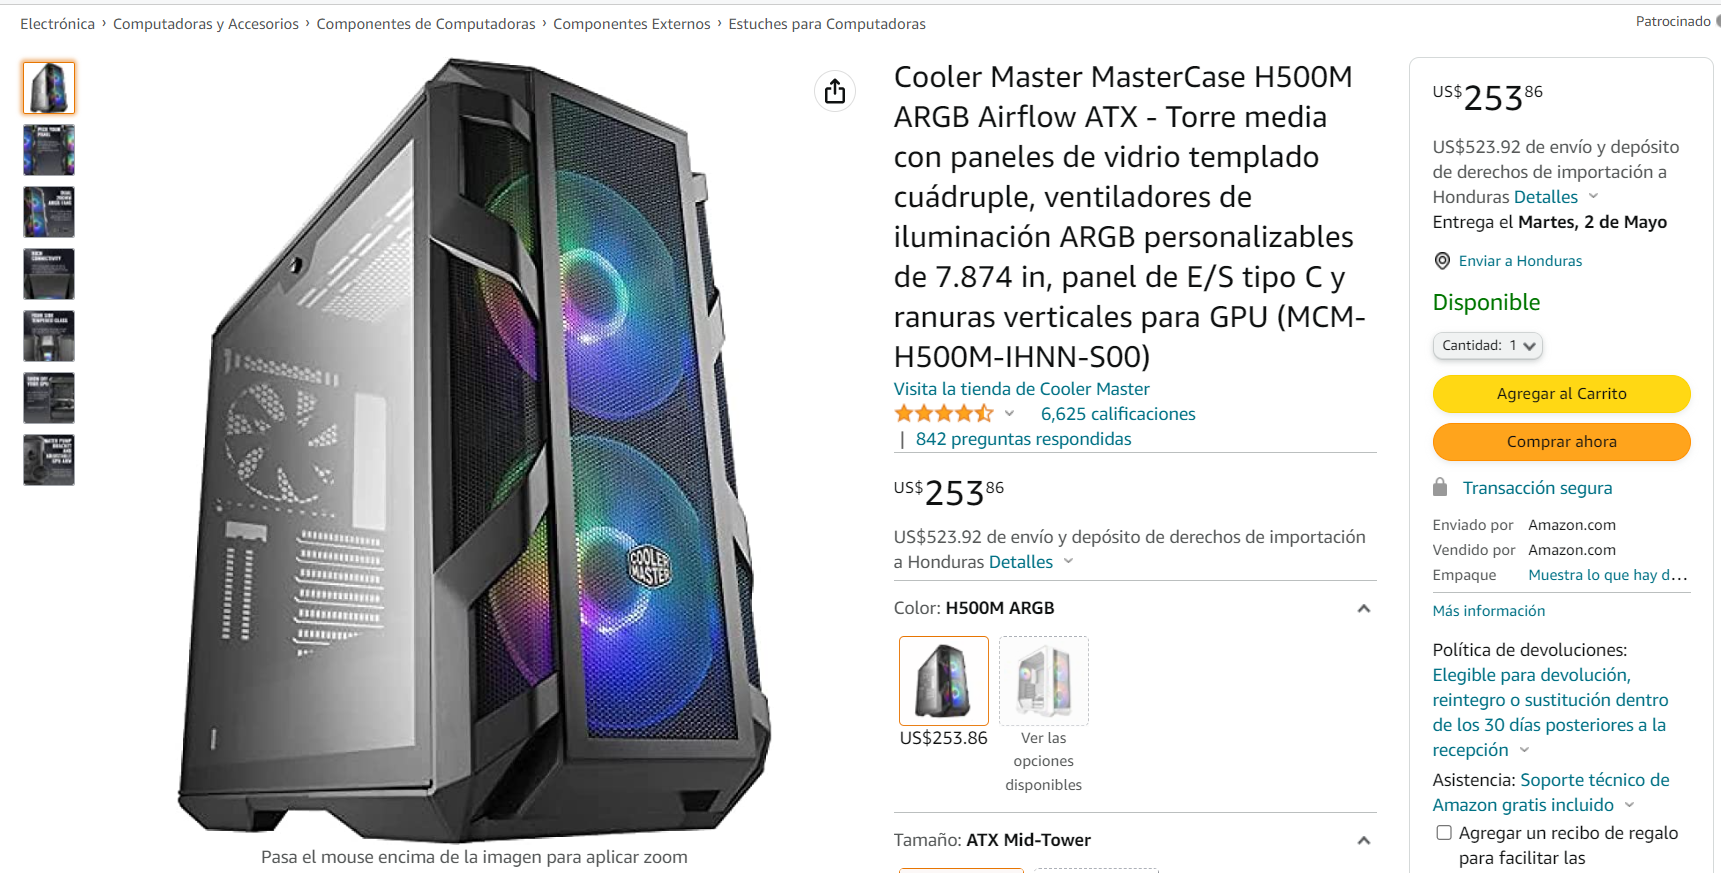 Electrónica › Computadoras y Accesorios › Componentes de Computadoras › Componentes Externos › Estuches para Computadoras
Patrocinado
Cooler Master MasterCase H500M
ARGB Airflow ATX - Torre media
con paneles de vidrio templado
cuádruple, ventiladores de
iluminación ARGB personalizables
de 7.874 in, panel de E/S tipo C y
ranuras verticales para GPU (MCM-
H500M-IHNN-S00)
Visita la tienda de Cooler Master
6,625 calificaciones
| 842 preguntas respondidas
US$253.86
US$523.92 de envío y depósito de derechos de importación
a Honduras Detalles
Color: H500M ARGB
US$253.86
Ver las
opciones
disponibles
Tamaño: ATX Mid-Tower
COOLER
MASTER
Pasa el mouse encima de la imagen para aplicar zoom
US$253.86
US$523.92 de envío y depósito
de derechos de importación a
Honduras Detalles
Entrega el Martes, 2 de Mayo
Enviar a Honduras
Disponible
Cantidad: 1
Agregar al Carrito
Comprar ahora
Transacción segura
Enviado por Amazon.com
Vendido por Amazon.com
Empaque Muestra lo que hay d…
Más información
Política de devoluciones:
Elegible para devolución,
reintegro o sustitución dentro
de los 30 días posteriores a la
recepción
Asistencia: Soporte técnico de
Amazon gratis incluido
Agregar un recibo de regalo
para facilitar las